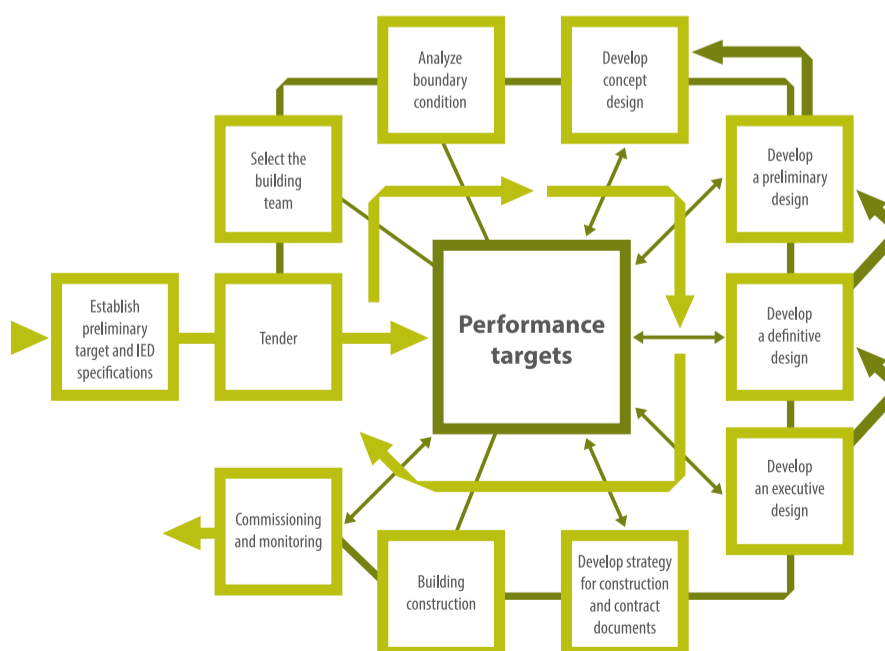 Analyze
boundary
condition
Develop
concept
design
Select the
building
team
Develop
a preliminary
design
Establish
preliminary
target and IED
specifications
Tender
Performance
targets
Develop
a definitive
design
Develop
an executive
design
Commissioning
and monitoring
Building
construction
Develop strategy
for construction
and contract
documents